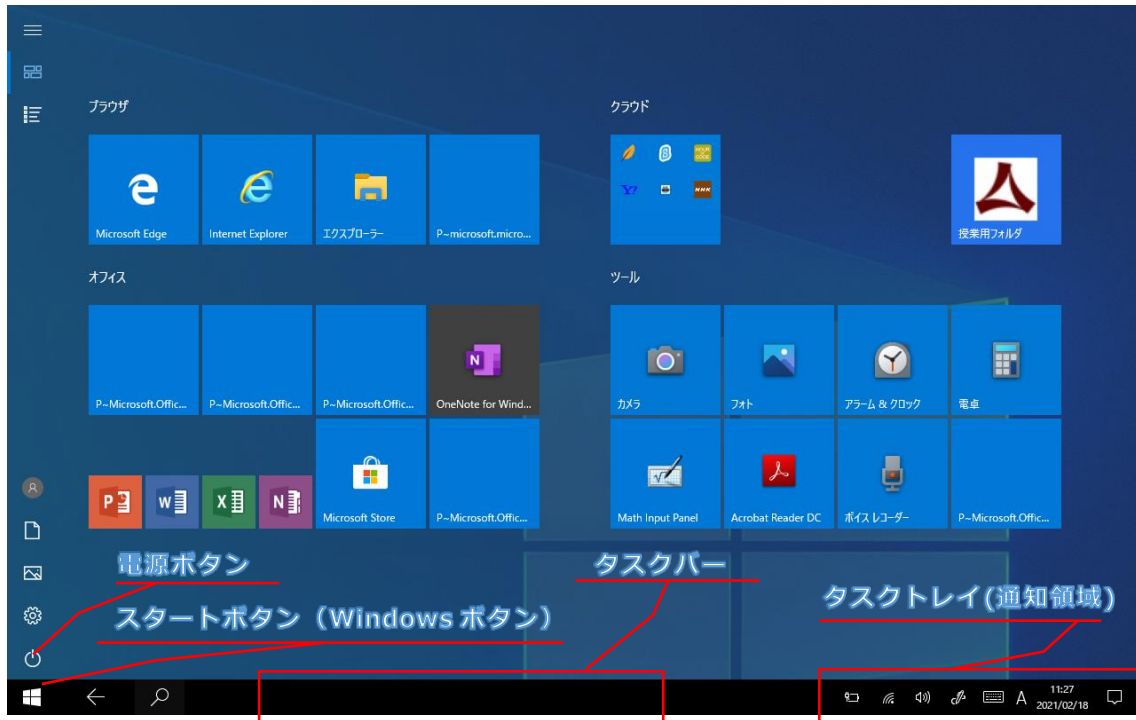 ブラウザ
クラウド
HOUR OF CODE
Y!
NHK
Microsoft Edge
Internet Explorer
エクスプローラー
P~microsoft.micro...
授業用フォルダ
オフィス
ツール
P~Microsoft.Offic...
P~Microsoft.Offic...
P~Microsoft.Offic...
N
OneNote for Wind...
カメラ
フォト
アラーム & クロック
電卓
P
W
X
N
Microsoft Store
P~Microsoft.Offic...
Math Input Panel
Acrobat Reader DC
ボイス レコーダー
P~Microsoft.Offic...
電源ボタン
タスクバー
スタートボタン（Windows ボタン）
タスクトレイ(通知領域)
A
11:27
2021/02/18